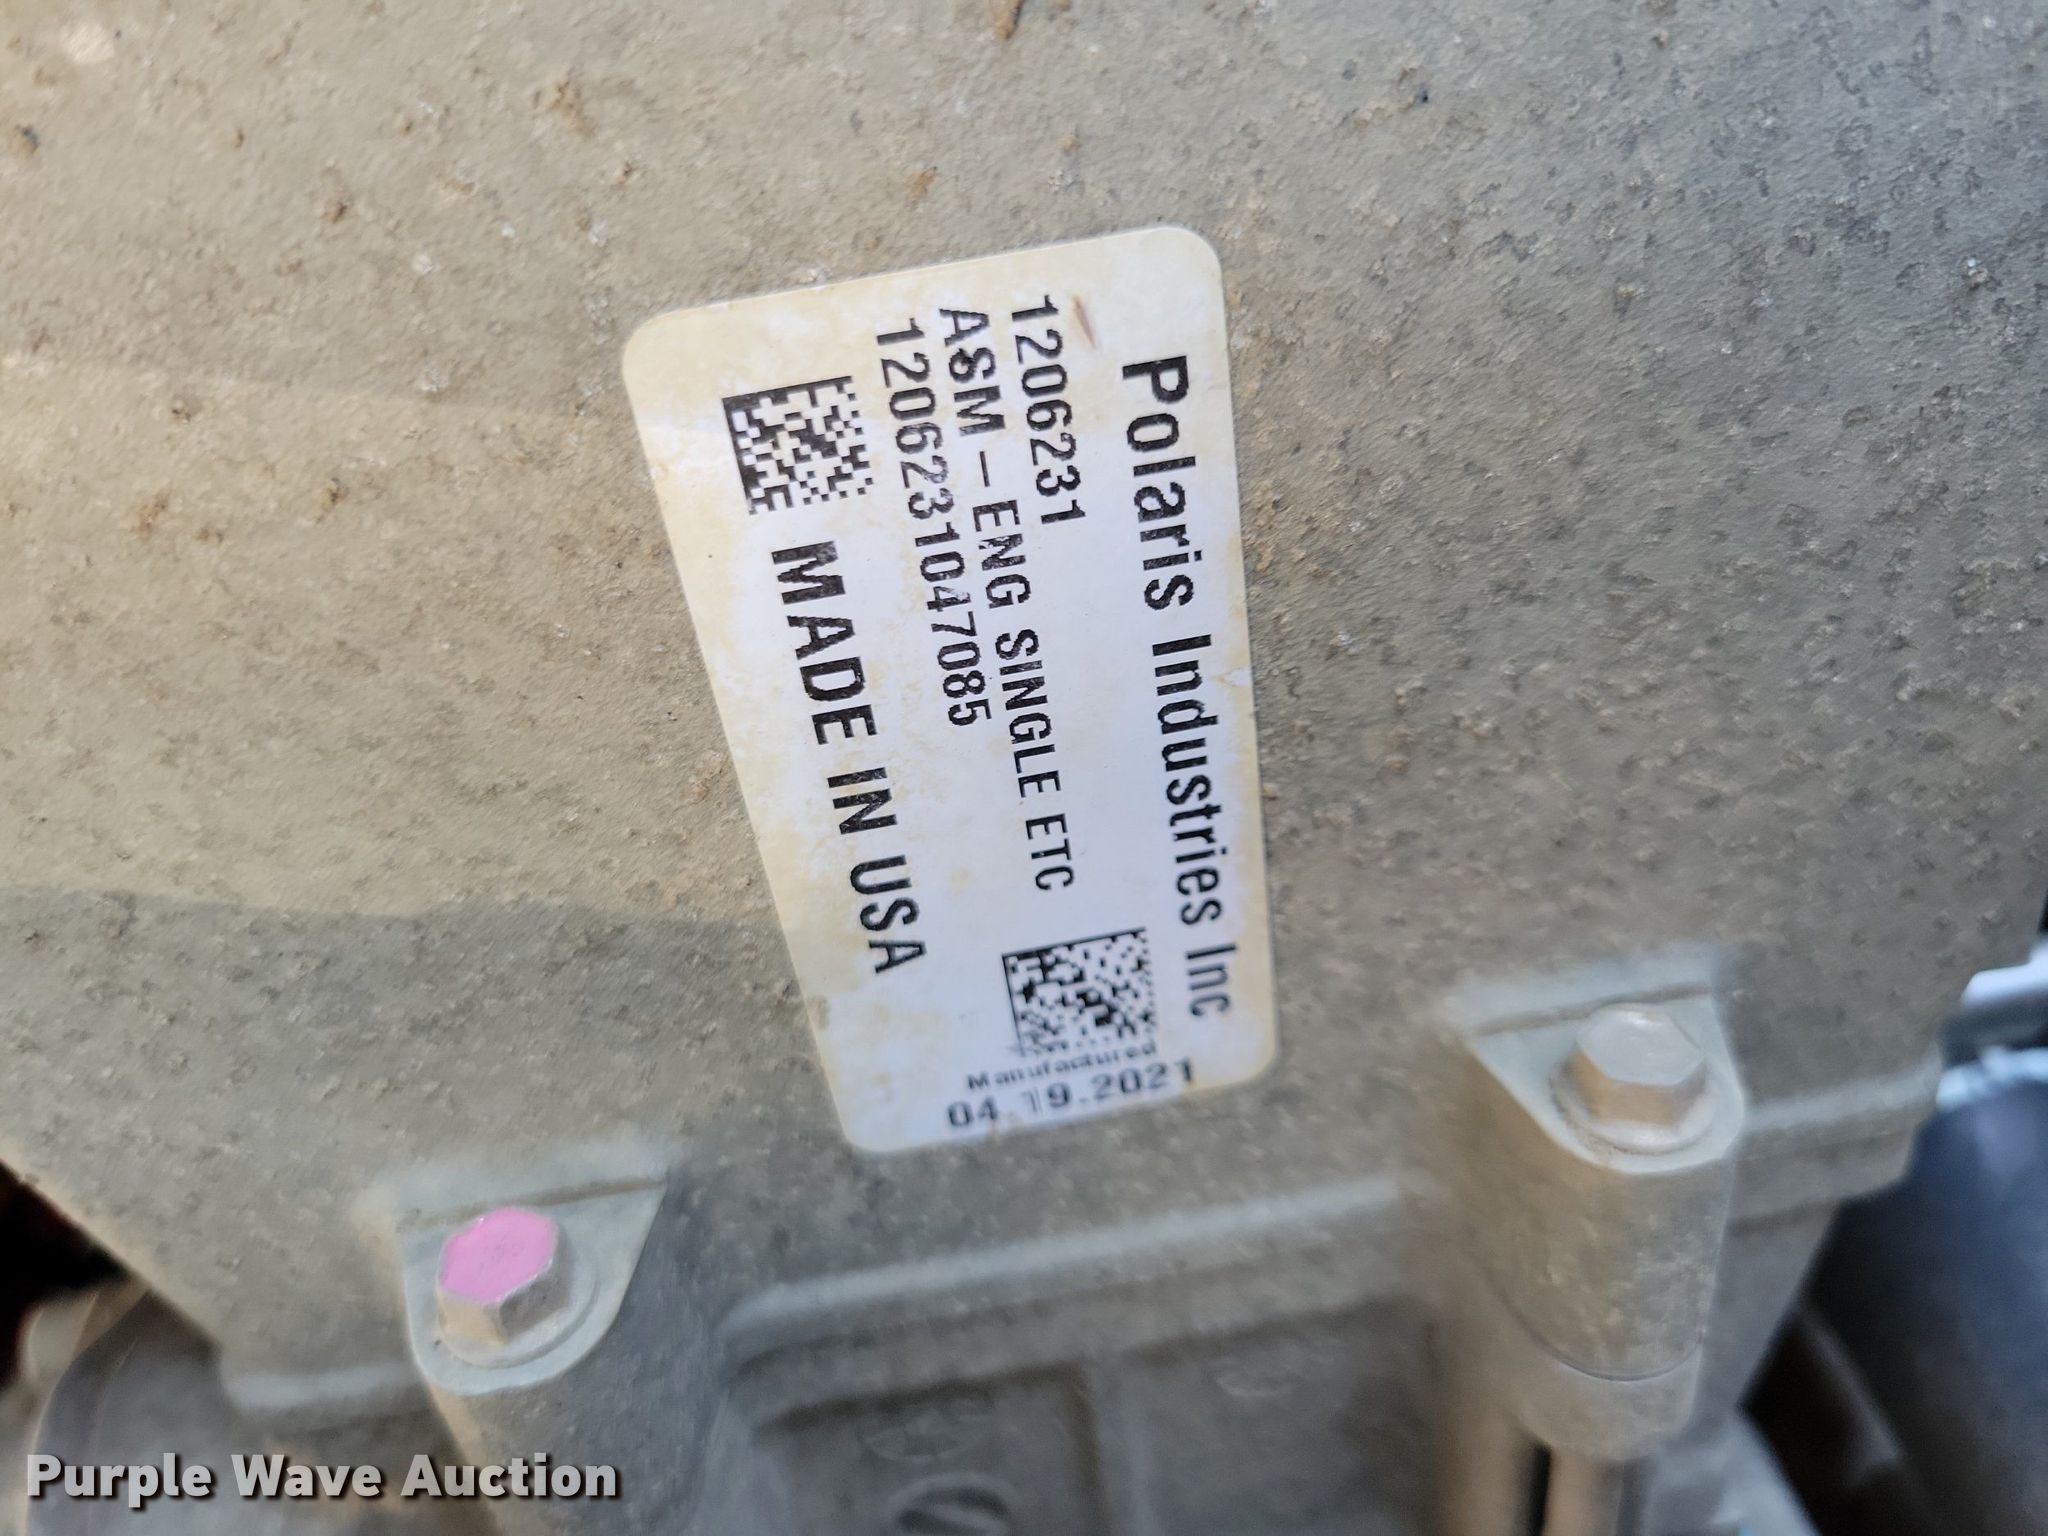 Polaris Industries Inc
1206231
ASM - ENG SINGLE ETC
1206231047085
MADE IN USA
Manufactured
04.19.2021
Purple Wave Auction